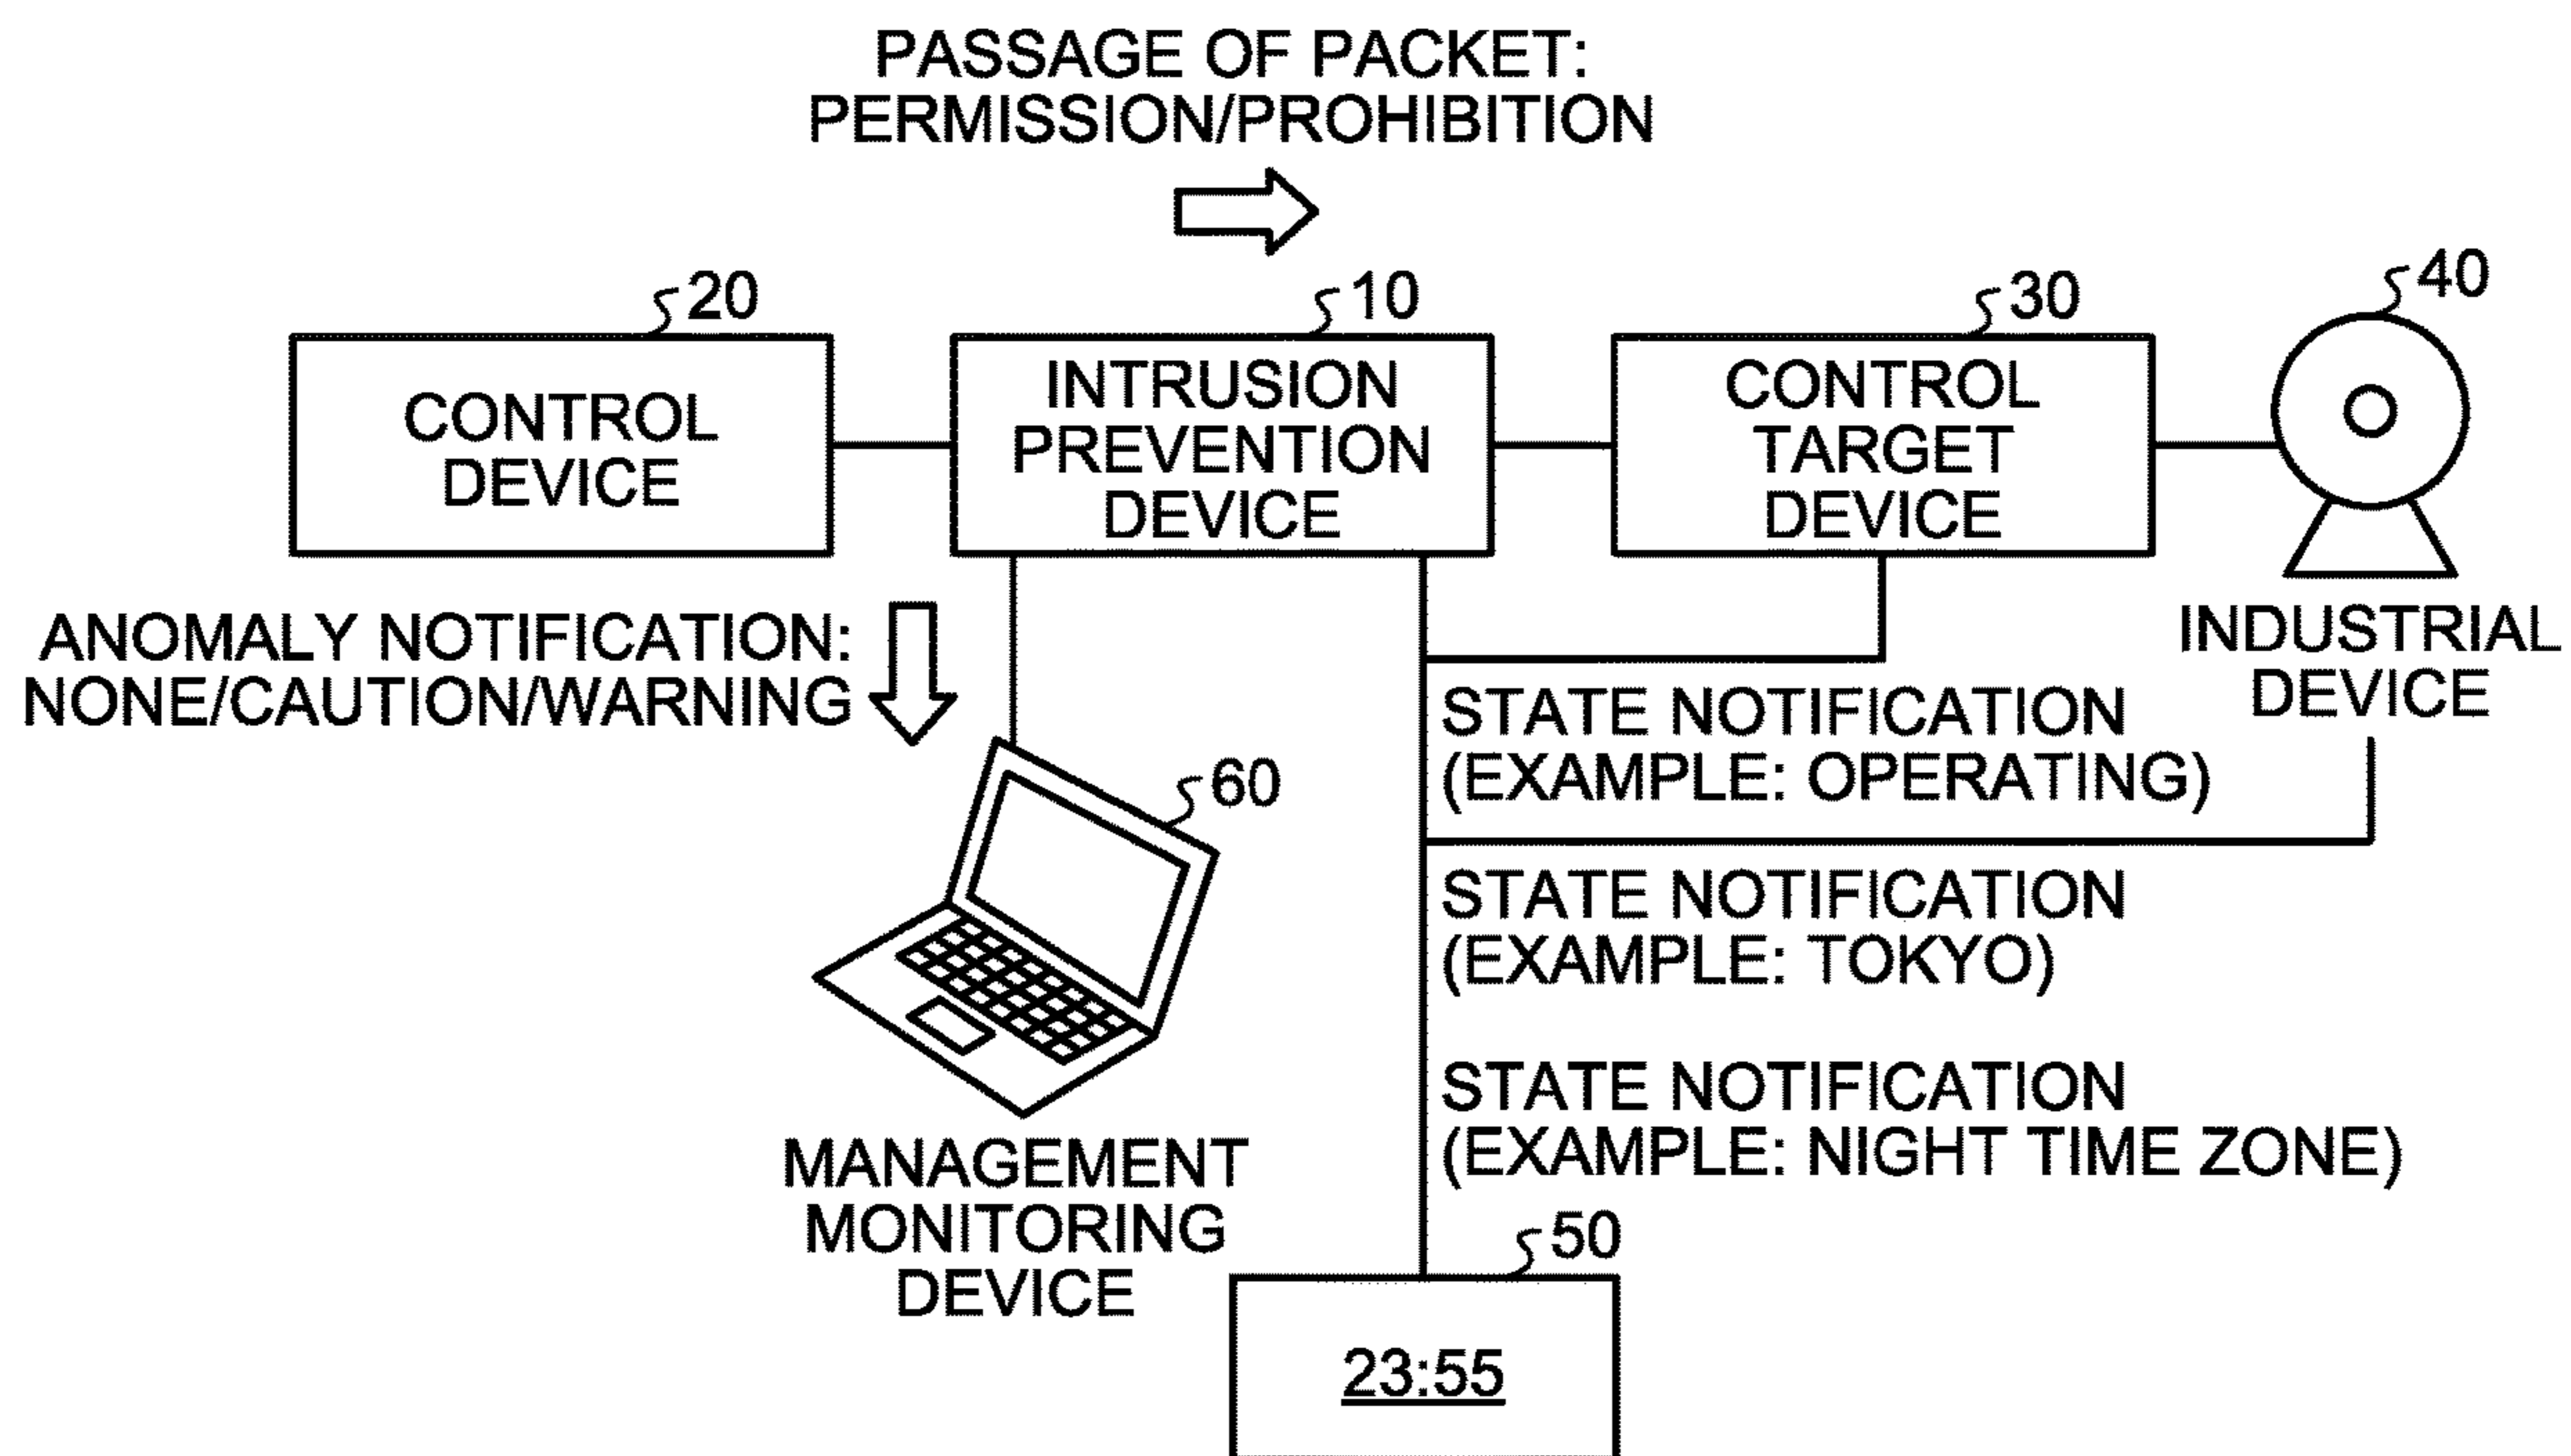 PASSAGE OF PACKET:
PERMISSION/PROHIBITION
20
10
30
40
CONTROL
DEVICE
INTRUSION
PREVENTION
DEVICE
CONTROL
TARGET
DEVICE
INDUSTRIAL
DEVICE
ANOMALY NOTIFICATION:
NONE/CAUTION/WARNING
STATE NOTIFICATION
(EXAMPLE: OPERATING)
60
STATE NOTIFICATION
(EXAMPLE: TOKYO)
STATE NOTIFICATION
(EXAMPLE: NIGHT TIME ZONE)
MANAGEMENT
MONITORING
DEVICE
50
23:55